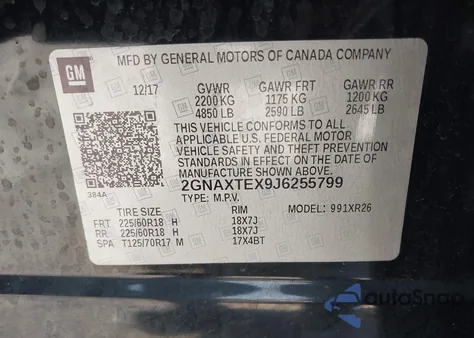 GM
MFD BY GENERAL MOTORS OF CANADA COMPANY
12/17 GVWR GAWR FRT GAWR RR
2200 KG 1175 KG 1200 KG
4850 LB 2590 LB 2645 LB
THIS VEHICLE CONFORMS TO ALL
APPLICABLE U.S. FEDERAL MOTOR
VEHICLE SAFETY AND THEFT PREVENTION
STANDARDS IN EFFECT ON THE DATE OF
MANUFACTURE SHOWN ABOVE.
384A
2GNAXTEX9J6255799
TYPE: M.P.V.
TIRE SIZE RIM MODEL: 991XR26
FRT 225/60R18 H 18X7J
RR 225/60R18 H 18X7J
SPA T125/70R17 M 17X4BT
autoSnap